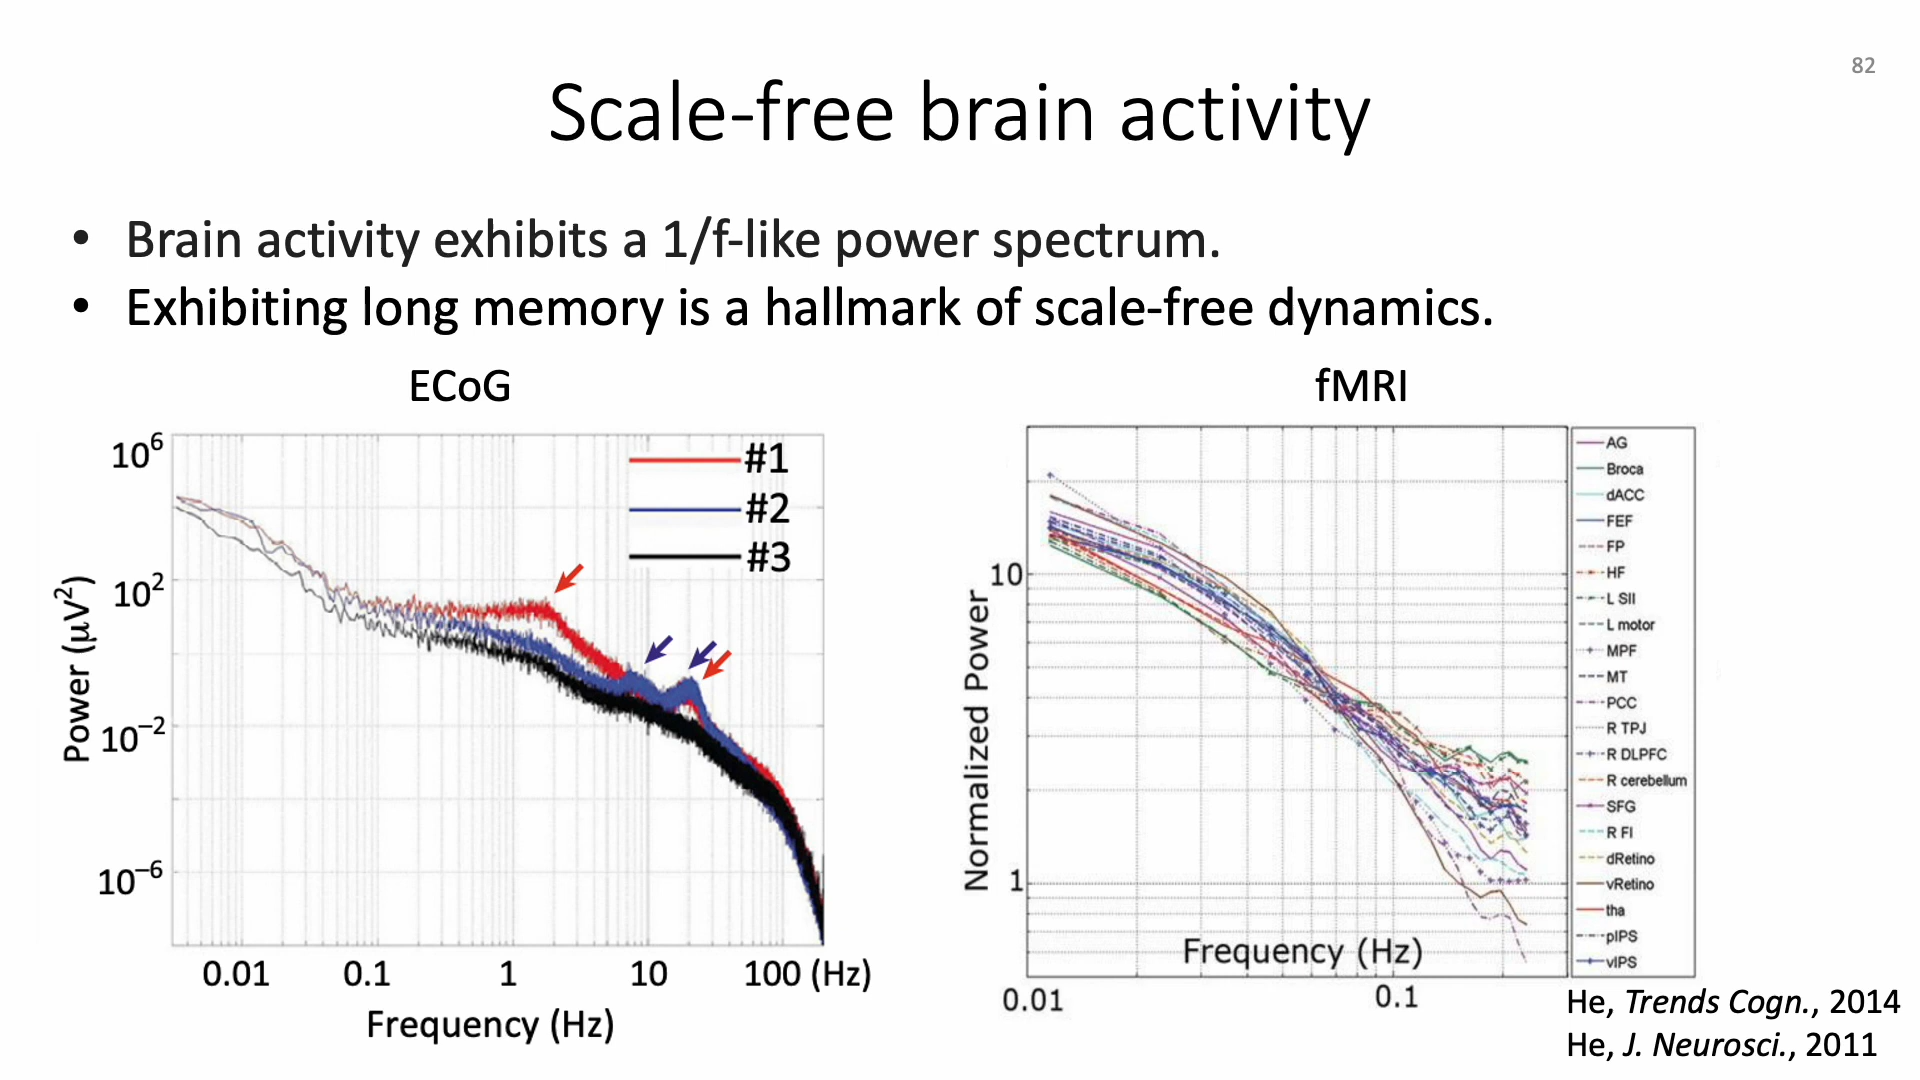 82
Scale-free brain activity
• Brain activity exhibits a 1/f-like power spectrum.
• Exhibiting long memory is a hallmark of scale-free dynamics.
ECoG
10⁶
10²
10⁻²
10⁻⁶
Power (µV²)
#1
#2
#3
0.01 0.1 1 10 100 (Hz)
Frequency (Hz)
fMRI
10
1
Normalized Power
Frequency (Hz)
0.01 0.1
AG
Broca
dACC
FEF
FP
HF
L SII
L motor
MPF
MT
PCC
R TPJ
R DLPFC
R cerebellum
SFG
R FI
dRetino
vRetino
tha
pIPS
vIPS
He, Trends Cogn., 2014
He, J. Neurosci., 2011